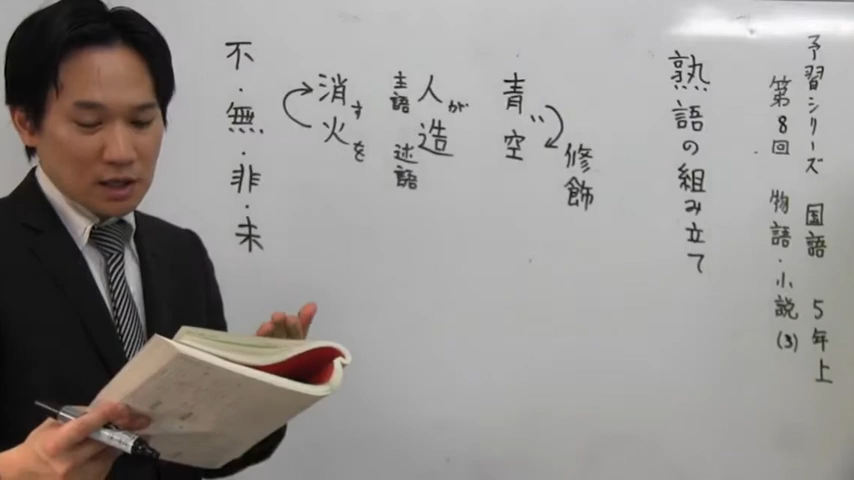 予習シリーズ 国語 5年上
第8回 物語・小説(3)
熟語の組み立て
青い空
修飾
人が造
主語 述語
消す火を
不・無・非・未